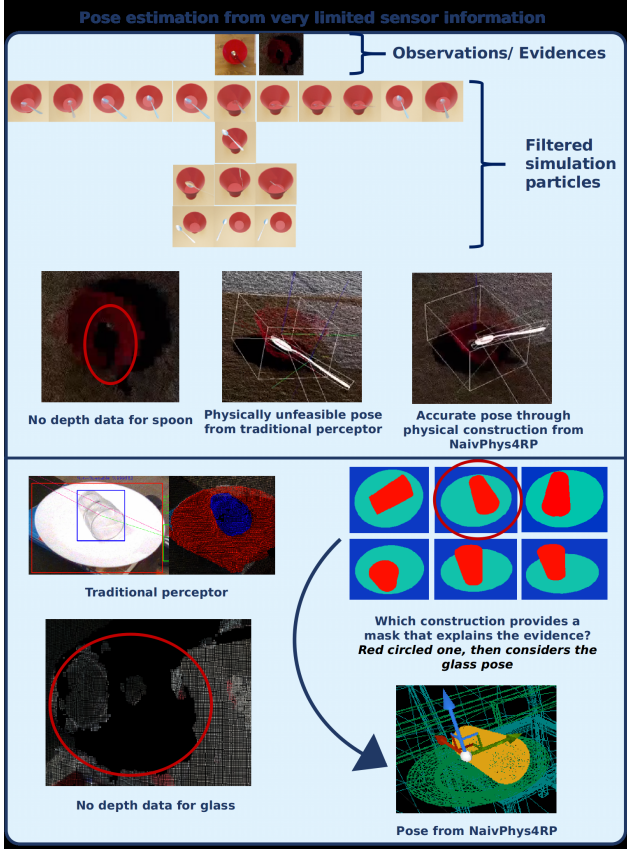 Pose estimation from very limited sensor information
Observations/ Evidences
Filtered
simulation
particles
No depth data for spoon
Physically unfeasible pose
from traditional perceptor
Accurate pose through
physical construction from
NaivPhys4RP
Traditional perceptor
Which construction provides a
mask that explains the evidence?
Red circled one, then considers the
glass pose
No depth data for glass
Pose from NaivPhys4RP